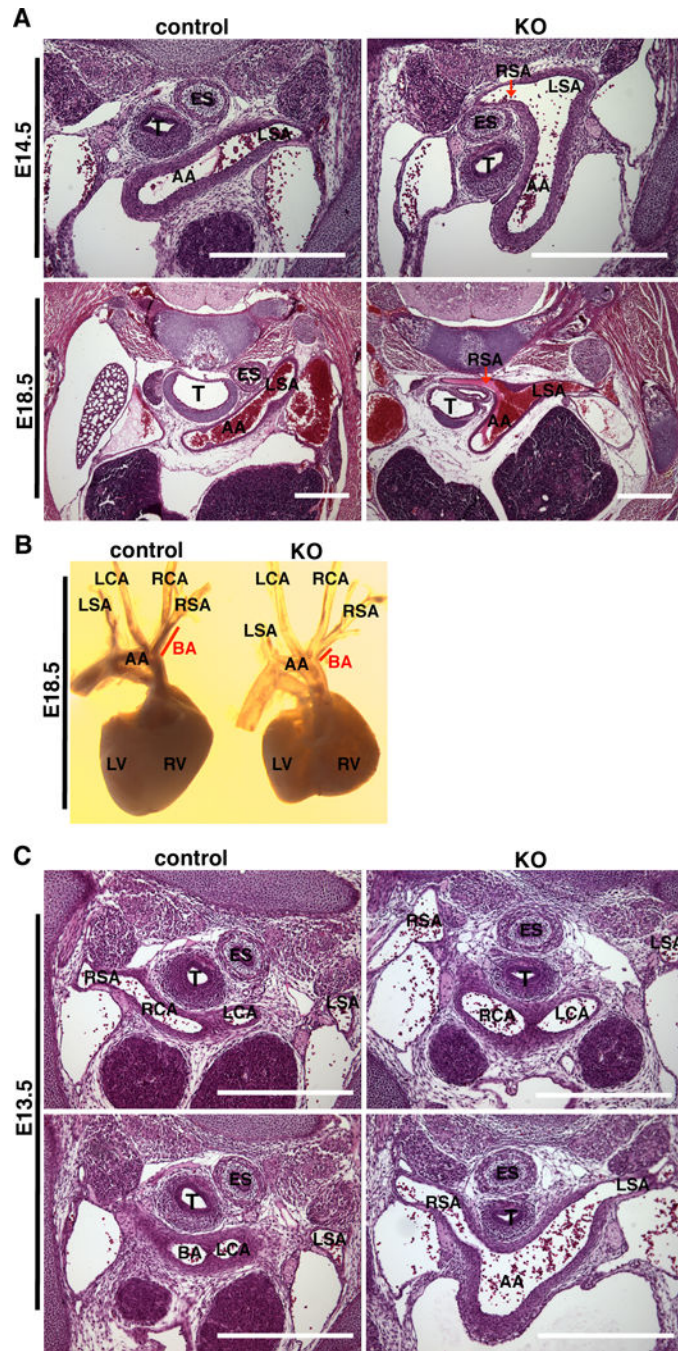 A
control KO
E14.5
ES
T
LSA
AA
RSA
LSA
ES
T
AA
E18.5
ES
T
LSA
AA
RSA
LSA
T
AA
B
control KO
E18.5
LCA RCA
LSA RSA
AA
BA
LV RV
LCA RCA
RSA
LSA
AA
BA
LV RV
C
control KO
E13.5
ES
RSA
T
RCA
LCA
LSA
RSA
ES
LSA
T
RCA LCA
ES
T
BA LCA
LSA
ES
RSA
T
LSA
AA